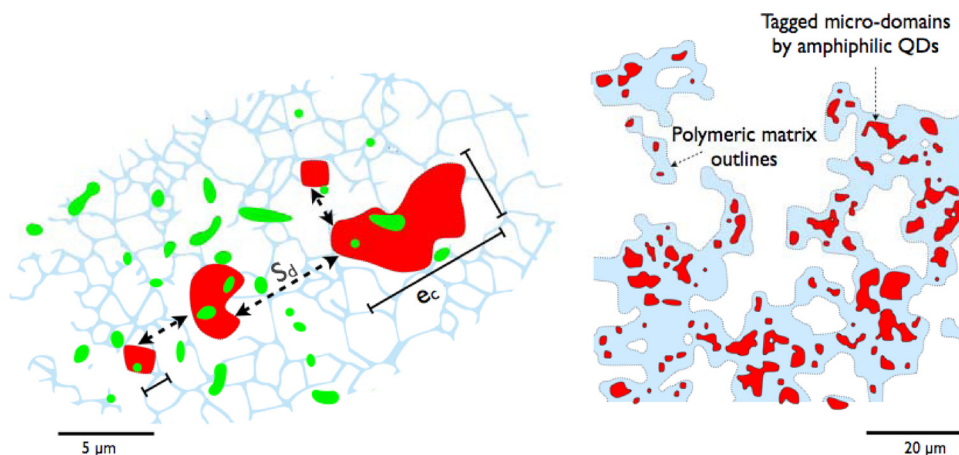 Tagged micro-domains
by amphiphilic QDs
Polymeric matrix
outlines
Sd
ec
5 μm
20 μm